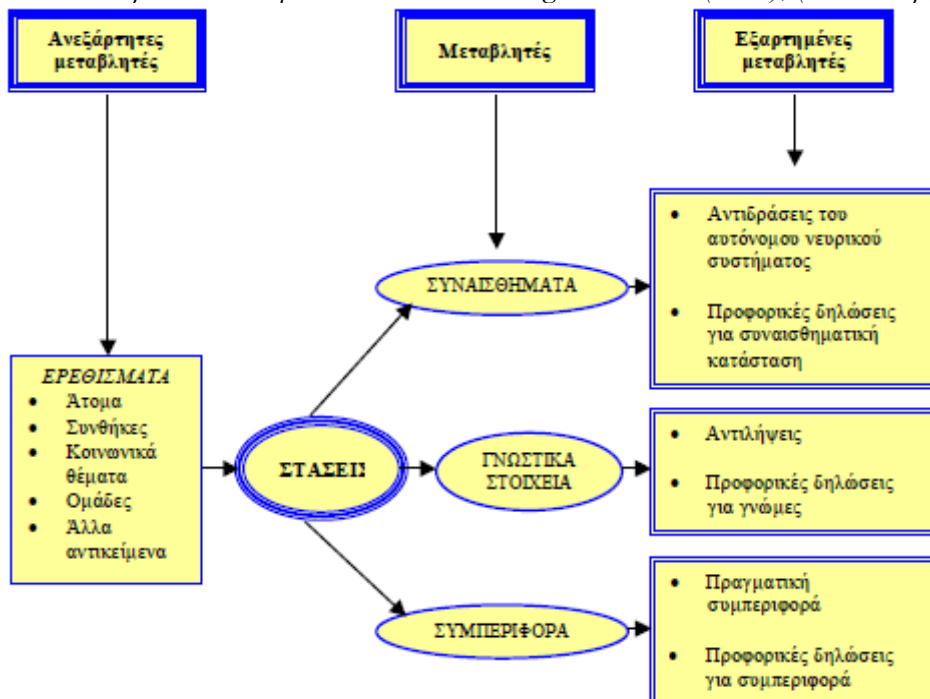 Ανεξάρτητες
μεταβλητές
Μεταβλητές
Εξαρτημένες
μεταβλητές
ΕΡΕΘΙΣΜΑΤΑ
• Άτομα
• Συνθήκες
• Κοινωνικά
θέματα
• Ομάδες
• Άλλα
αντικείμενα
ΣΤΑΣΕΙΣ
ΣΥΝΑΙΣΘΗΜΑΤΑ
• Αντιδράσεις του
αυτόνομου νευρικού
συστήματος
• Προφορικές δηλώσεις
για συναισθηματική
κατάσταση
ΓΝΩΣΤΙΚΑ
ΣΤΟΙΧΕΙΑ
• Αντιλήψεις
• Προφορικές δηλώσεις
για γνώμες
ΣΥΜΠΕΡΙΦΟΡΑ
• Πραγματική
συμπεριφορά
• Προφορικές δηλώσεις
για συμπεριφορά